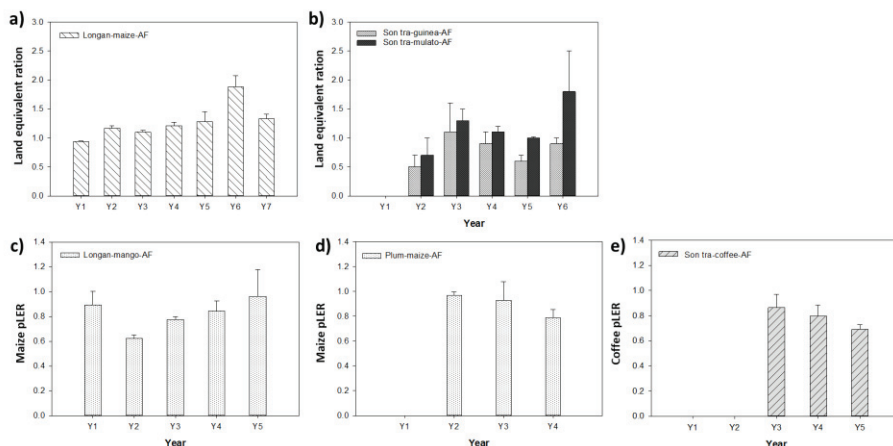 a)
3.0
Longan-maize-AF
2.5
2.0
1.5
1.0
0.5
0.0
Land equivalent ration
Y1 Y2 Y3 Y4 Y5 Y6 Y7
b)
3.0
Son tra-guinea-AF
Son tra-mulato-AF
2.5
2.0
1.5
1.0
0.5
0.0
Land equivalent ration
Y1 Y2 Y3 Y4 Y5 Y6
Year
c)
1.4
Longan-mango-AF
1.2
1.0
0.8
0.6
0.4
0.2
0.0
Maize pLER
Y1 Y2 Y3 Y4 Y5
Year
d)
1.4
Plum-maize-AF
1.2
1.0
0.8
0.6
0.4
0.2
0.0
Maize pLER
Y1 Y2 Y3 Y4
Year
e)
1.4
Son tra-coffee-AF
1.2
1.0
0.8
0.6
0.4
0.2
0.0
Coffee pLER
Y1 Y2 Y3 Y4 Y5
Year